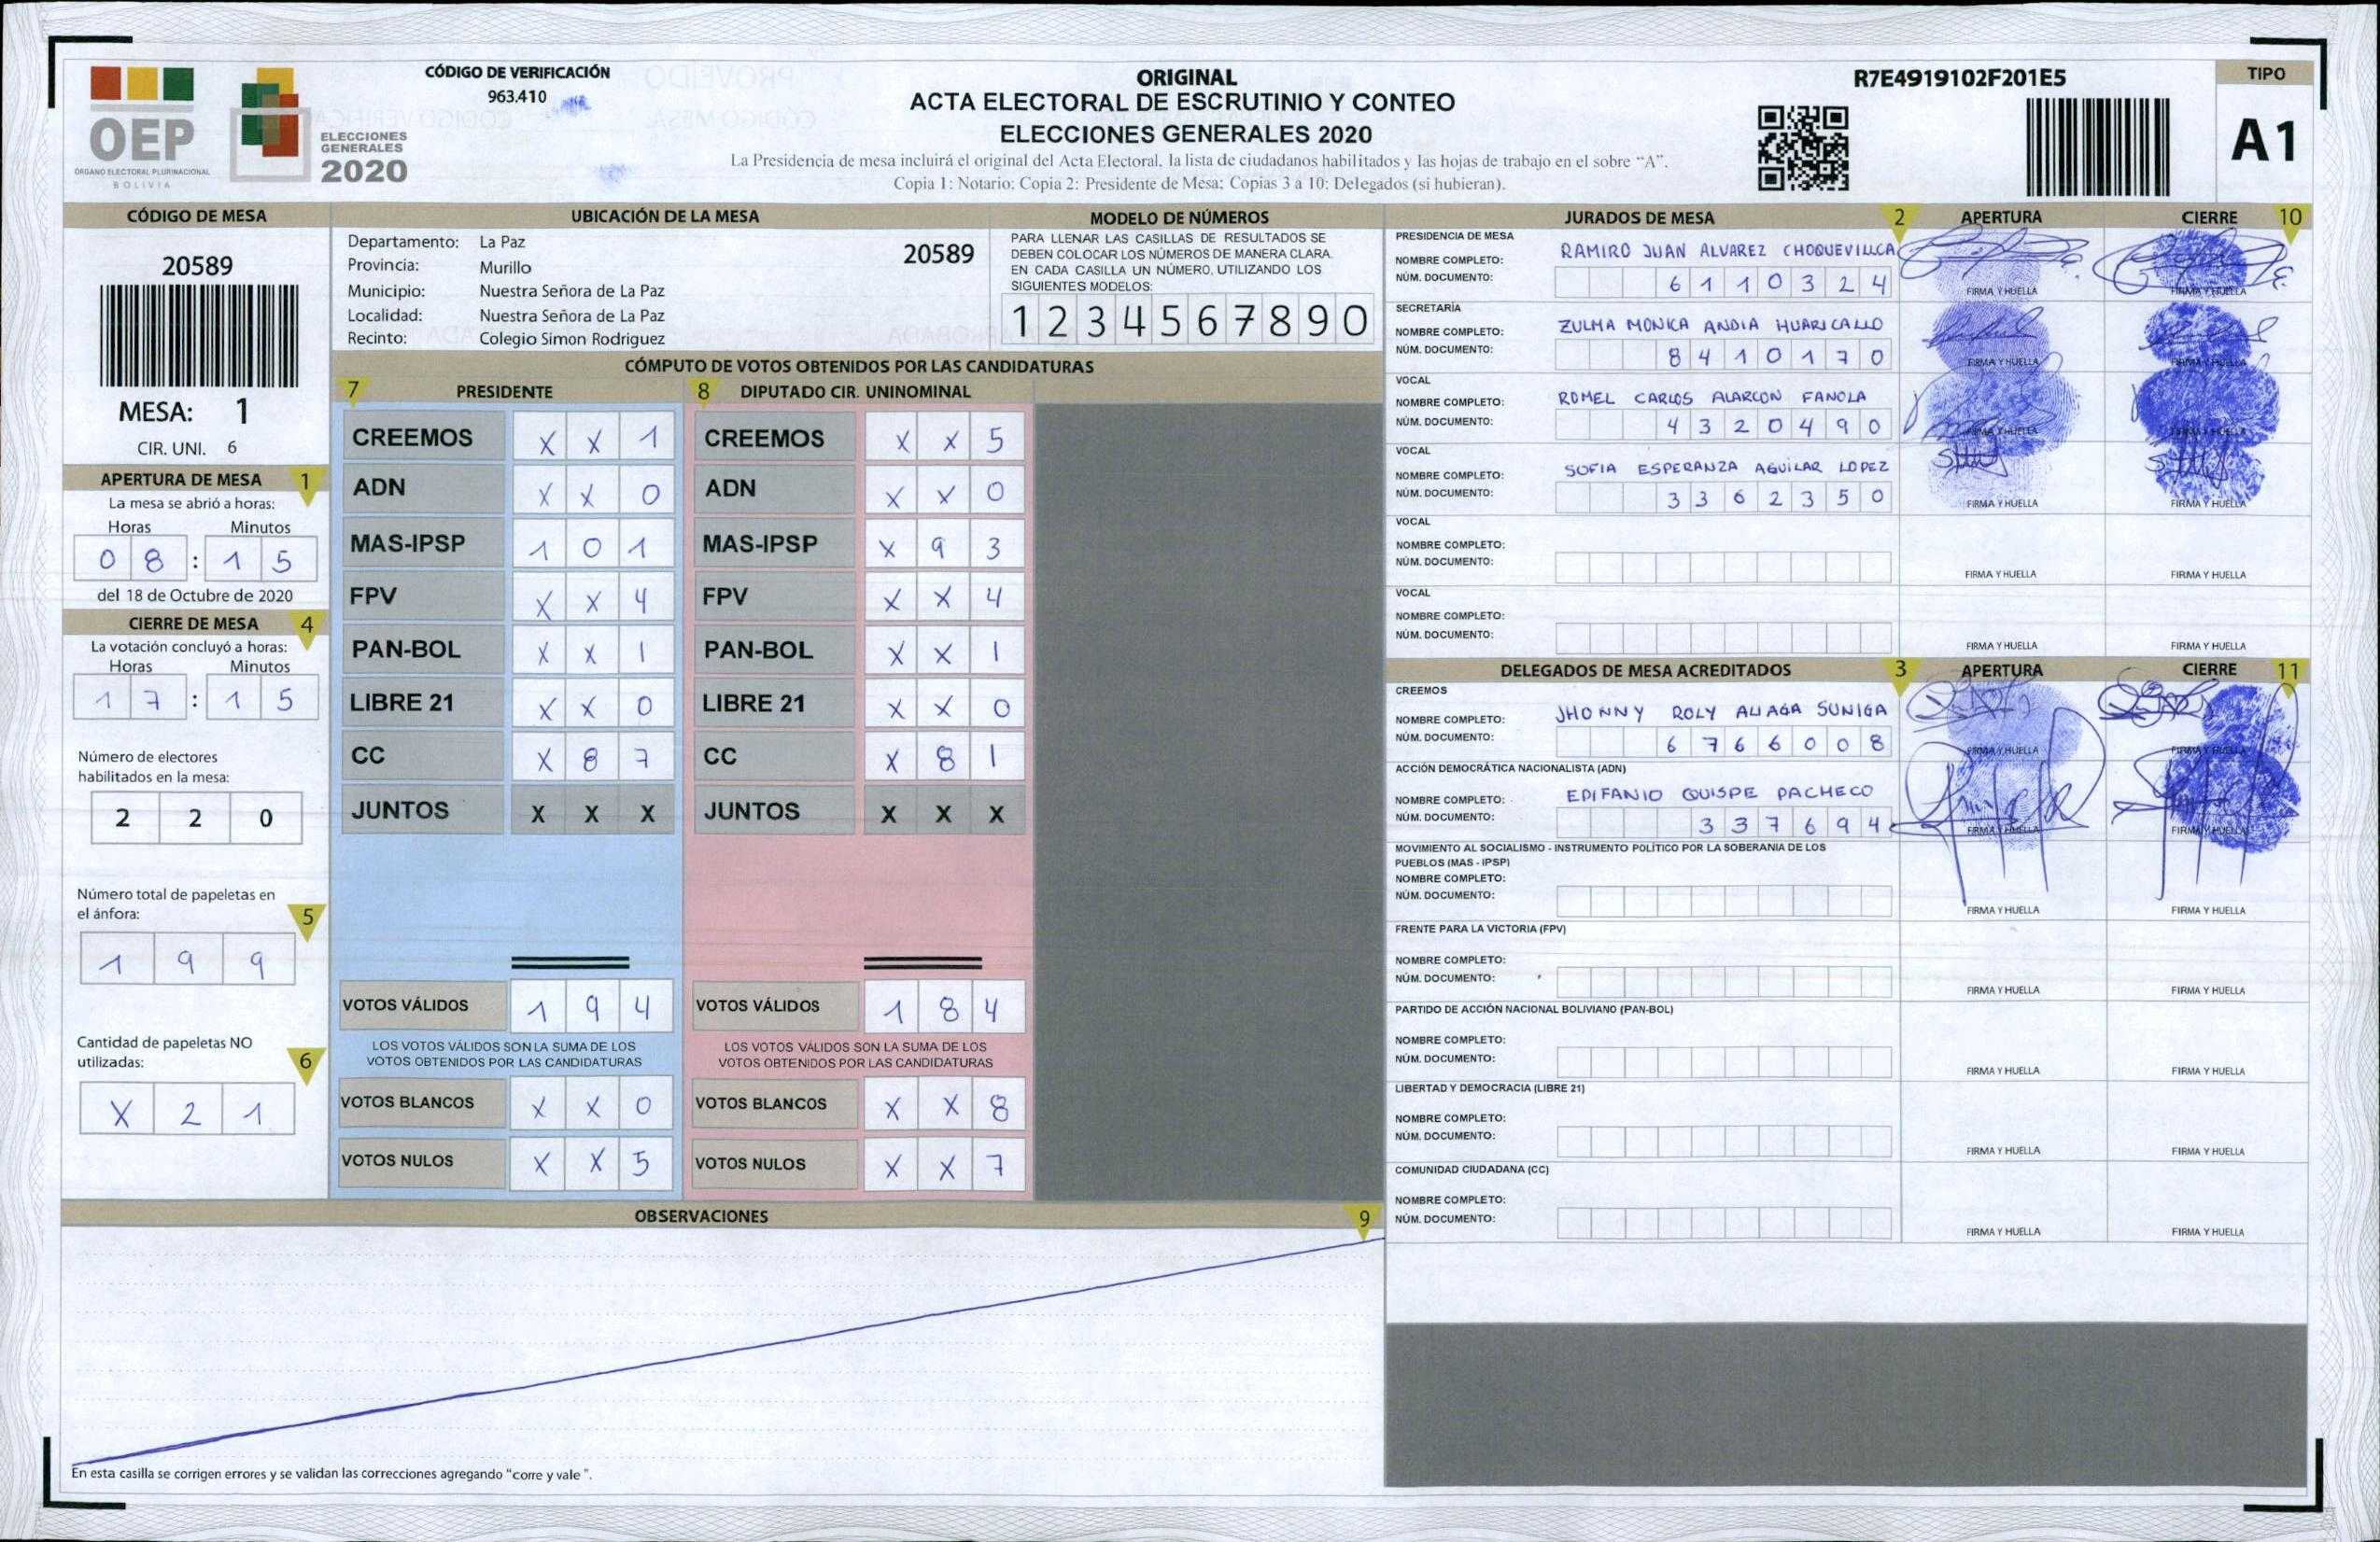 OEP
ÓRGANO ELECTORAL PLURINACIONAL
BOLIVIA
ELECCIONES
GENERALES
2020
CÓDIGO DE VERIFICACIÓN
963.410
ORIGINAL
ACTA ELECTORAL DE ESCRUTINIO Y CONTEO
ELECCIONES GENERALES 2020
La Presidencia de mesa incluirá el original del Acta Electoral, la lista de ciudadanos habilitados y las hojas de trabajo en el sobre "A".
Copia 1: Notario; Copia 2: Presidente de Mesa; Copias 3 a 10: Delegados (si hubieran).
R7E4919102F201E5
TIPO
A1
CÓDIGO DE MESA
20589
MESA: 1
CIR. UNI. 6
APERTURA DE MESA 1
La mesa se abrió a horas:
Horas Minutos
0 8 : 1 5
del 18 de Octubre de 2020
CIERRE DE MESA 4
La votación concluyó a horas:
Horas Minutos
1 7 : 1 5
Número de electores
habilitados en la mesa:
2 2 0
Número total de papeletas en
el ánfora: 5
1 9 9
Cantidad de papeletas NO
utilizadas: 6
X 2 1
UBICACIÓN DE LA MESA
Departamento: La Paz
20589
Provincia: Murillo
Municipio: Nuestra Señora de La Paz
Localidad: Nuestra Señora de La Paz
Recinto: Colegio Simon Rodriguez
MODELO DE NÚMEROS
PARA LLENAR LAS CASILLAS DE RESULTADOS SE
DEBEN COLOCAR LOS NÚMEROS DE MANERA CLARA.
EN CADA CASILLA UN NÚMERO, UTILIZANDO LOS
SIGUIENTES MODELOS:
1 2 3 4 5 6 7 8 9 0
CÓMPUTO DE VOTOS OBTENIDOS POR LAS CANDIDATURAS
7 PRESIDENTE
CREEMOS X X 1
ADN X X 0
MAS-IPSP 1 0 1
FPV X X 4
PAN-BOL X X 1
LIBRE 21 X X 0
CC X 8 7
JUNTOS X X X
VOTOS VÁLIDOS 1 9 4
LOS VOTOS VÁLIDOS SON LA SUMA DE LOS
VOTOS OBTENIDOS POR LAS CANDIDATURAS
VOTOS BLANCOS X X 0
VOTOS NULOS X X 5
8 DIPUTADO CIR. UNINOMINAL
CREEMOS X X 5
ADN X X 0
MAS-IPSP X 9 3
FPV X X 4
PAN-BOL X X 1
LIBRE 21 X X 0
CC X 8 1
JUNTOS X X X
VOTOS VÁLIDOS 1 8 4
LOS VOTOS VÁLIDOS SON LA SUMA DE LOS
VOTOS OBTENIDOS POR LAS CANDIDATURAS
VOTOS BLANCOS X X 8
VOTOS NULOS X X 7
OBSERVACIONES 9
En esta casilla se corrigen errores y se validan las correcciones agregando "corre y vale".
JURADOS DE MESA 2 APERTURA CIERRE 10
PRESIDENCIA DE MESA
NOMBRE COMPLETO: RAMIRO JUAN ALVAREZ CHOQUEVILLCA
NÚM. DOCUMENTO: 6 1 1 0 3 2 4
FIRMA Y HUELLA FIRMA Y HUELLA
SECRETARÍA
NOMBRE COMPLETO: ZULMA MONICA ANDIA HUARICALLO
NÚM. DOCUMENTO: 8 4 1 0 1 7 0
FIRMA Y HUELLA FIRMA Y HUELLA
VOCAL
NOMBRE COMPLETO: ROMEL CARLOS ALARCON FANOLA
NÚM. DOCUMENTO: 4 3 2 0 4 9 0
FIRMA Y HUELLA FIRMA Y HUELLA
VOCAL
NOMBRE COMPLETO: SOFIA ESPERANZA AGUILAR LOPEZ
NÚM. DOCUMENTO: 3 3 6 2 3 5 0
FIRMA Y HUELLA FIRMA Y HUELLA
VOCAL
NOMBRE COMPLETO:
NÚM. DOCUMENTO:
FIRMA Y HUELLA FIRMA Y HUELLA
VOCAL
NOMBRE COMPLETO:
NÚM. DOCUMENTO:
FIRMA Y HUELLA FIRMA Y HUELLA
DELEGADOS DE MESA ACREDITADOS 3 APERTURA CIERRE 11
CREEMOS
NOMBRE COMPLETO: JHONNY ROLY ALIAGA SUNIGA
NÚM. DOCUMENTO: 6 7 6 6 0 0 8
FIRMA Y HUELLA FIRMA Y HUELLA
ACCIÓN DEMOCRÁTICA NACIONALISTA (ADN)
NOMBRE COMPLETO: EPIFANIO QUISPE PACHECO
NÚM. DOCUMENTO: 3 3 7 6 9 4
FIRMA Y HUELLA FIRMA Y HUELLA
MOVIMIENTO AL SOCIALISMO - INSTRUMENTO POLÍTICO POR LA SOBERANIA DE LOS
PUEBLOS (MAS - IPSP)
NOMBRE COMPLETO:
NÚM. DOCUMENTO:
FIRMA Y HUELLA FIRMA Y HUELLA
FRENTE PARA LA VICTORIA (FPV)
NOMBRE COMPLETO:
NÚM. DOCUMENTO:
FIRMA Y HUELLA FIRMA Y HUELLA
PARTIDO DE ACCIÓN NACIONAL BOLIVIANO (PAN-BOL)
NOMBRE COMPLETO:
NÚM. DOCUMENTO:
FIRMA Y HUELLA FIRMA Y HUELLA
LIBERTAD Y DEMOCRACIA (LIBRE 21)
NOMBRE COMPLETO:
NÚM. DOCUMENTO:
FIRMA Y HUELLA FIRMA Y HUELLA
COMUNIDAD CIUDADANA (CC)
NOMBRE COMPLETO:
NÚM. DOCUMENTO:
FIRMA Y HUELLA FIRMA Y HUELLA